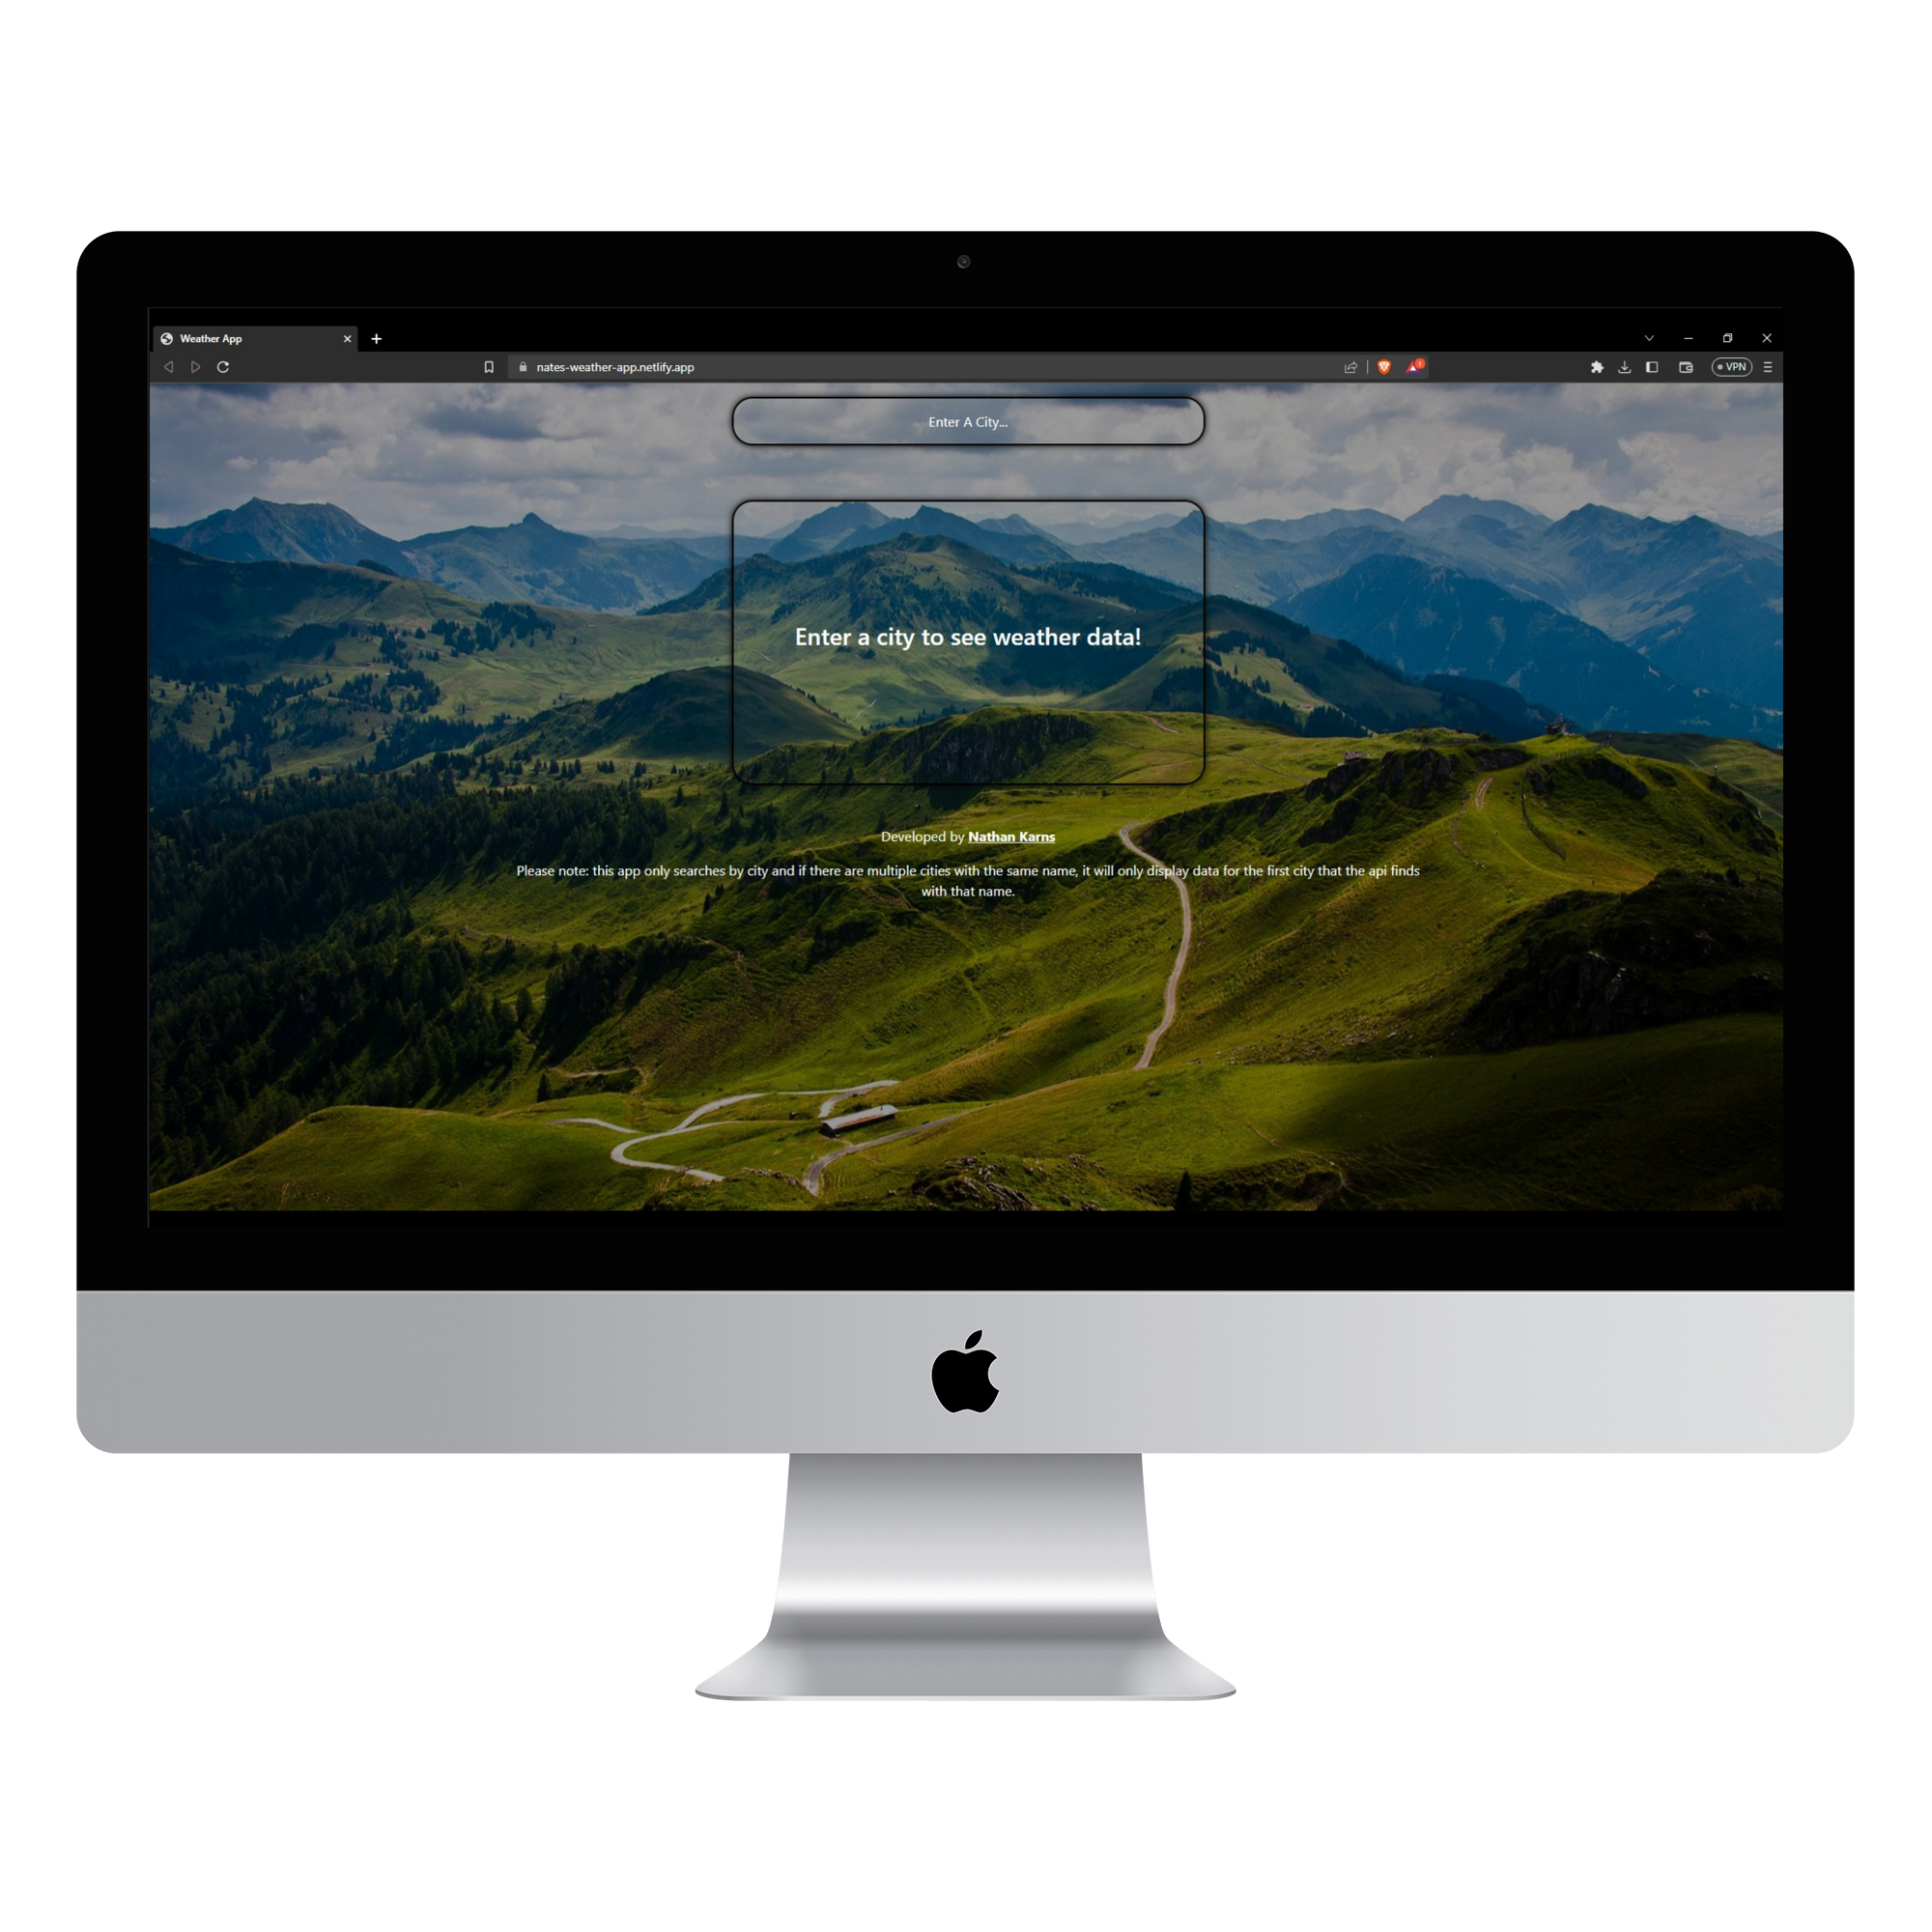 Weather App
nates-weather-app.netlify.app
1
VPN
Enter A City...
Enter a city to see weather data!
Developed by Nathan Karns
Please note: this app only searches by city and if there are multiple cities with the same name, it will only display data for the first city that the api finds
with that name.